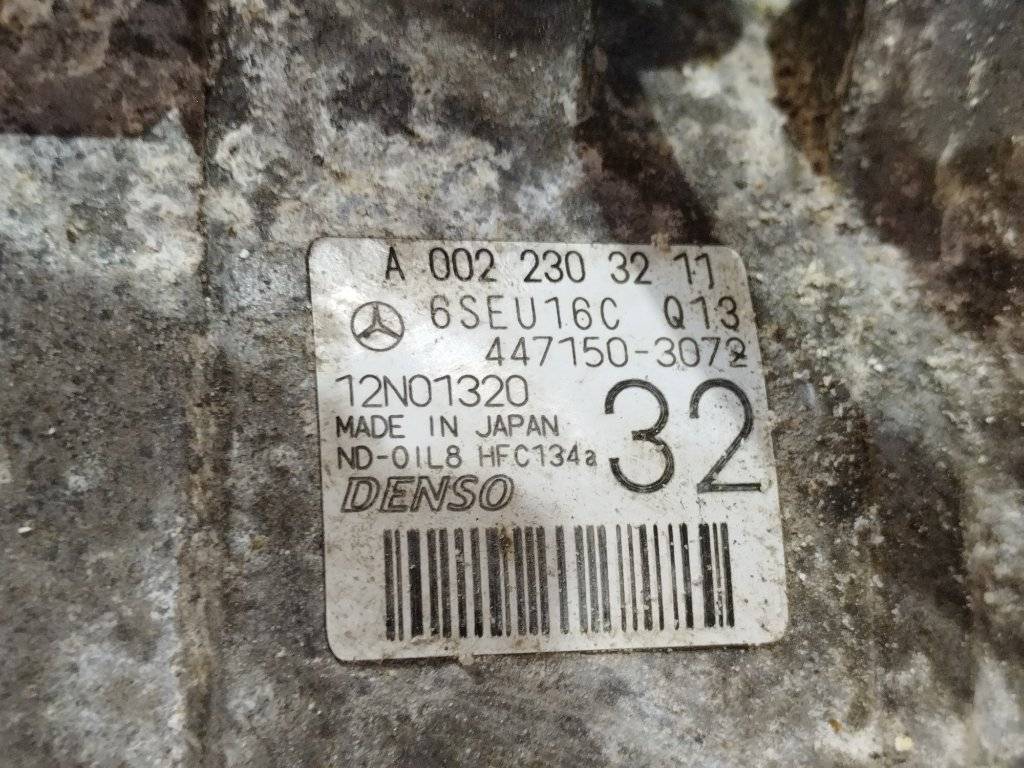 A 002 230 32 11
6SEU16C Q13
447150-3072
12N01320
32
MADE IN JAPAN
ND-OIL8 HFC134a
DENSO